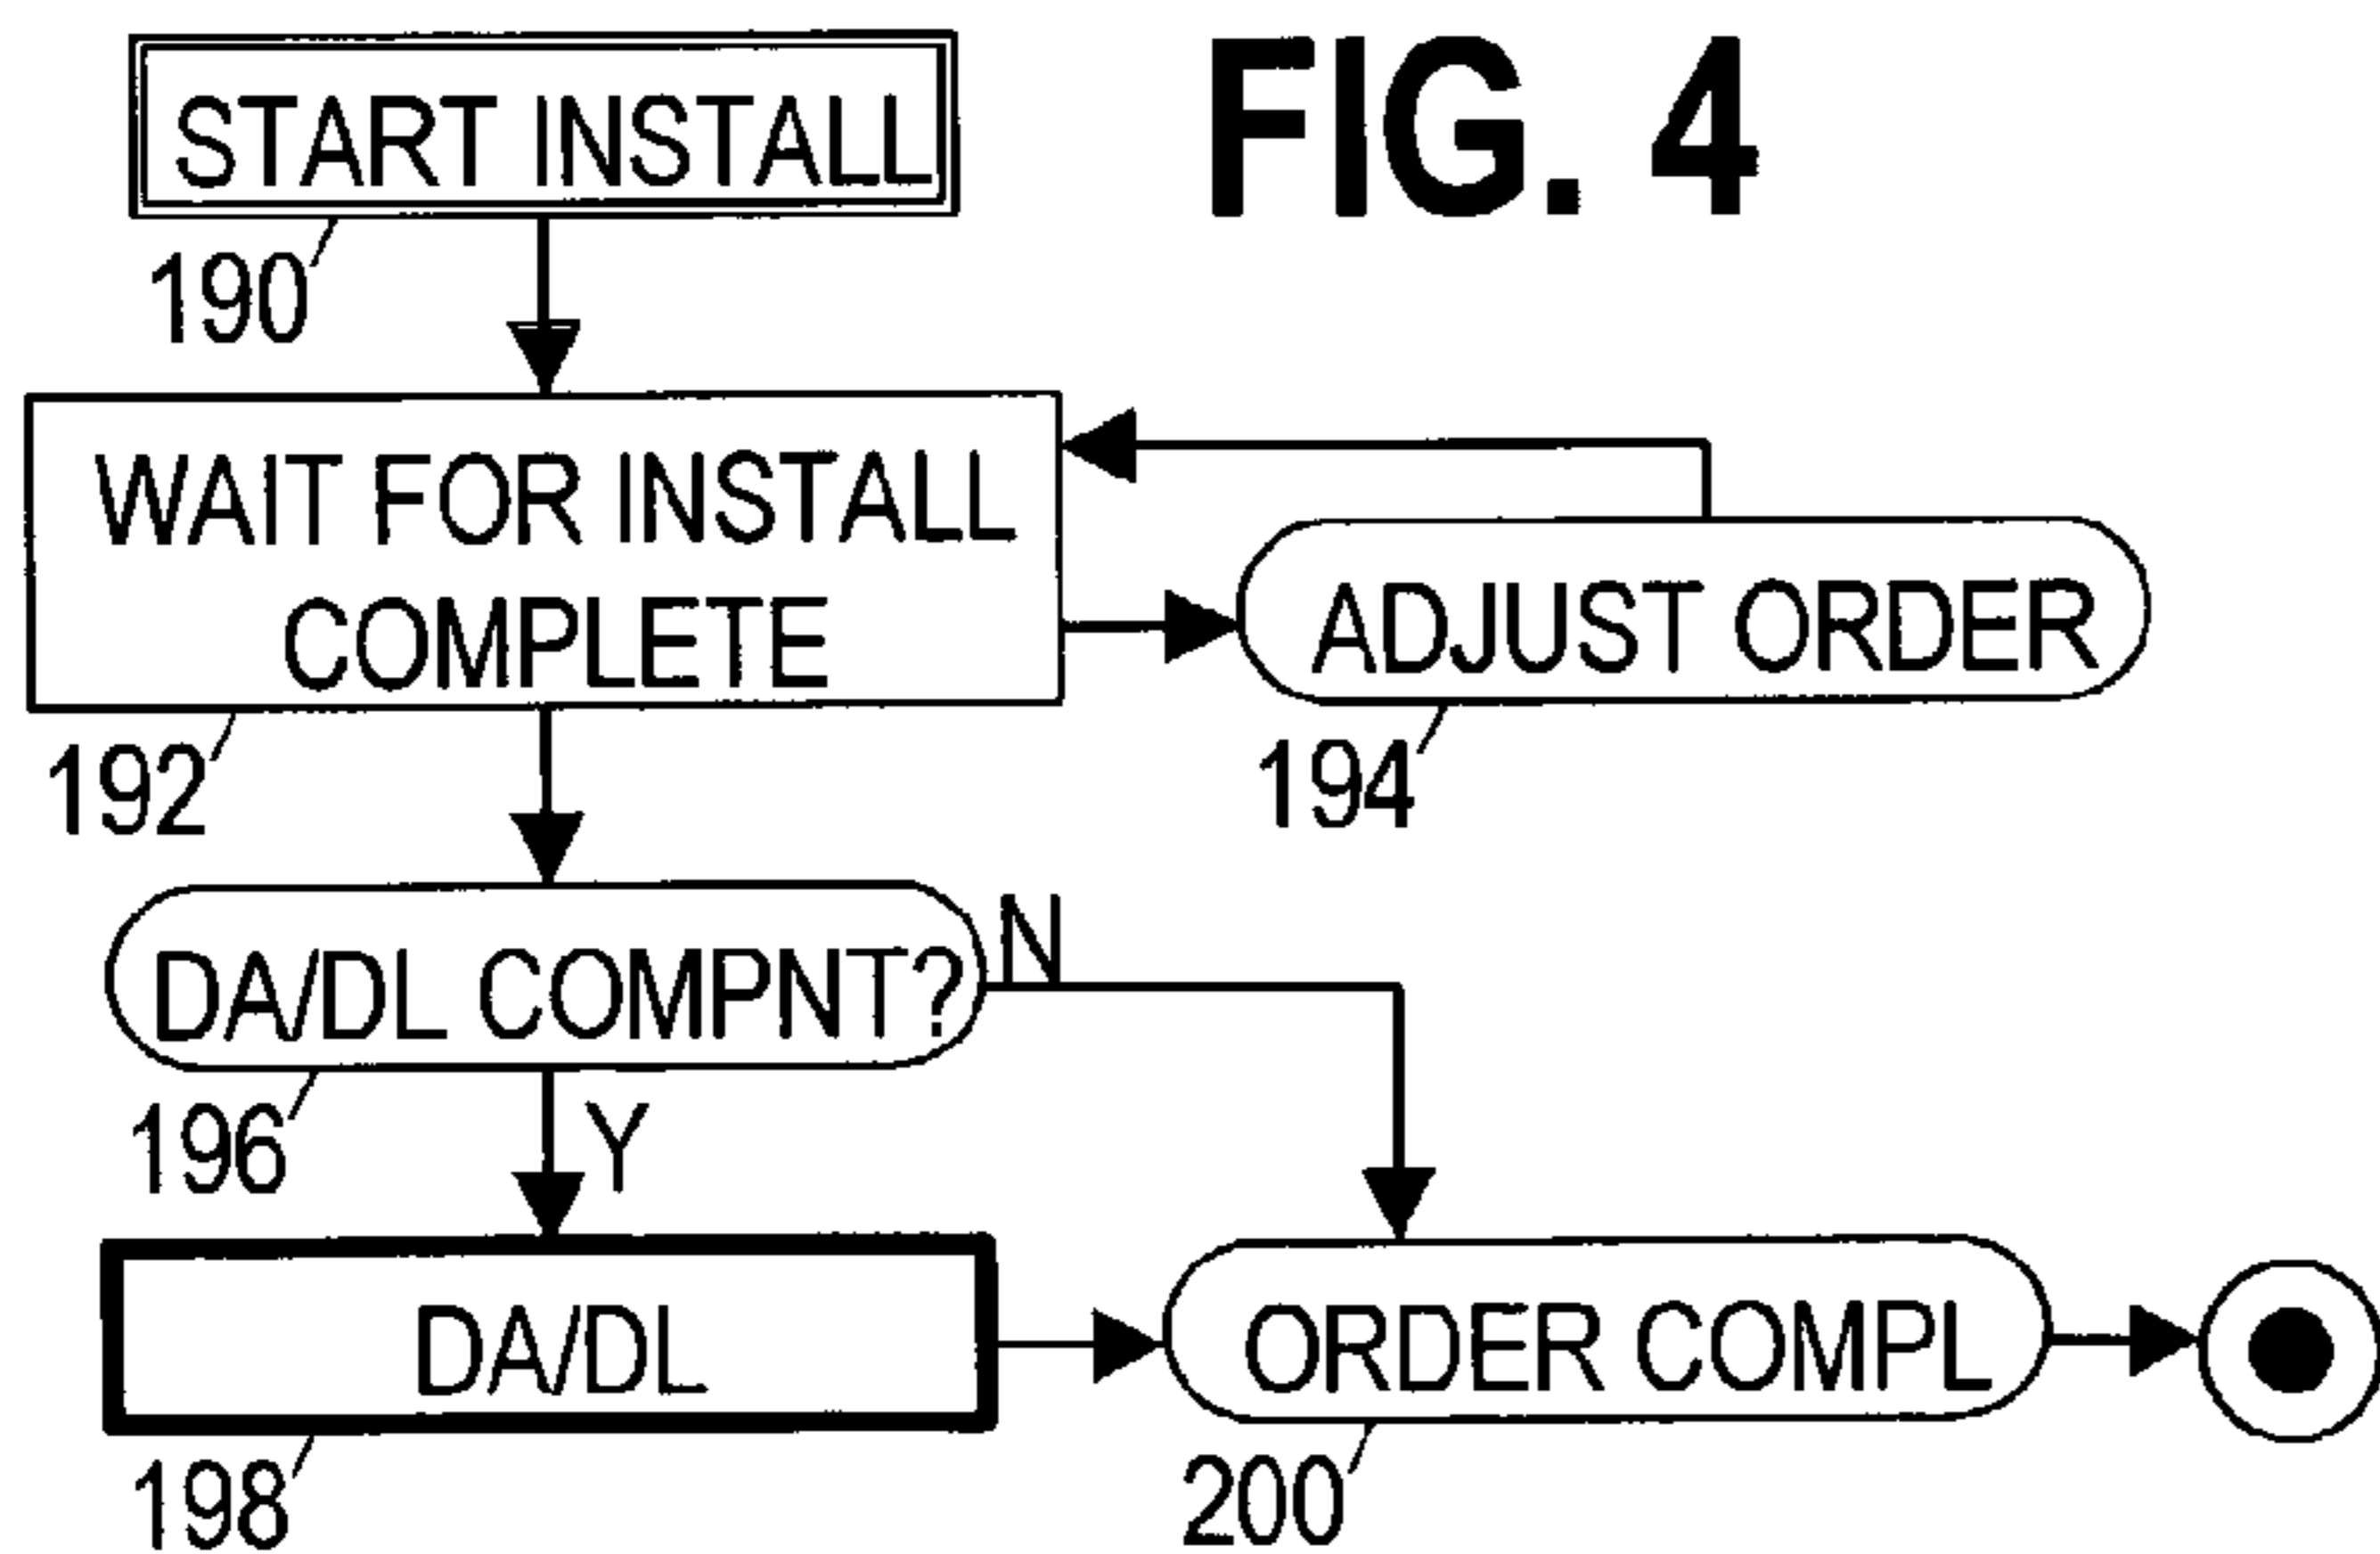 FIG. 4
START INSTALL
190
WAIT FOR INSTALL
COMPLETE
192
ADJUST ORDER
194
DA/DL COMPNT?
N
196
Y
DA/DL
198
ORDER COMPL
200